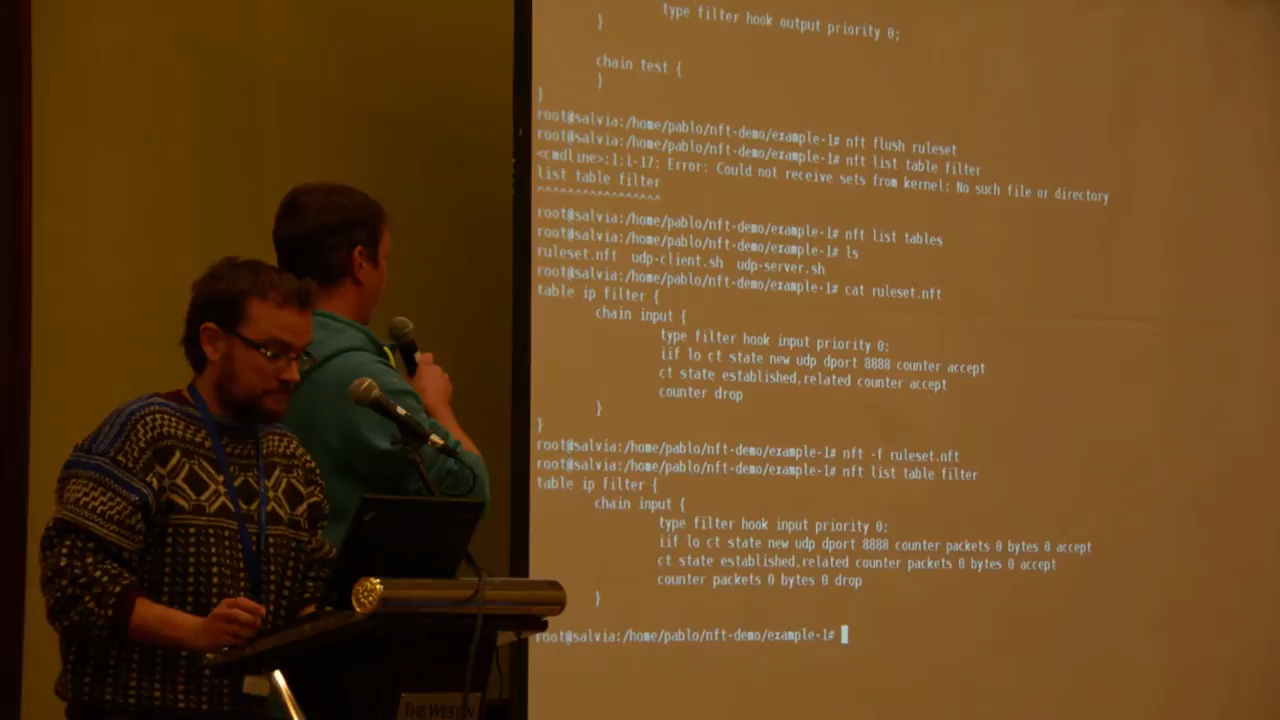 type filter hook output priority 0;
}
chain test {
}
}
root@salvia:/home/pablo/nft-demo/example-1# nft flush ruleset
root@salvia:/home/pablo/nft-demo/example-1# nft list table filter
<cmdline>:1:1-17: Error: Could not receive sets from kernel: No such file or directory
list table filter
^^^^^^^^^^^^^^^^^
root@salvia:/home/pablo/nft-demo/example-1# nft list tables
root@salvia:/home/pablo/nft-demo/example-1# ls
ruleset.nft udp-client.sh udp-server.sh
root@salvia:/home/pablo/nft-demo/example-1# cat ruleset.nft
table ip filter {
chain input {
type filter hook input priority 0;
iif lo ct state new udp dport 8888 counter accept
ct state established,related counter accept
counter drop
}
}
root@salvia:/home/pablo/nft-demo/example-1# nft -f ruleset.nft
root@salvia:/home/pablo/nft-demo/example-1# nft list table filter
table ip filter {
chain input {
type filter hook input priority 0;
iif lo ct state new udp dport 8888 counter packets 0 bytes 0 accept
ct state established,related counter packets 0 bytes 0 accept
counter packets 0 bytes 0 drop
}
root@salvia:/home/pablo/nft-demo/example-1#
THE WESTIN